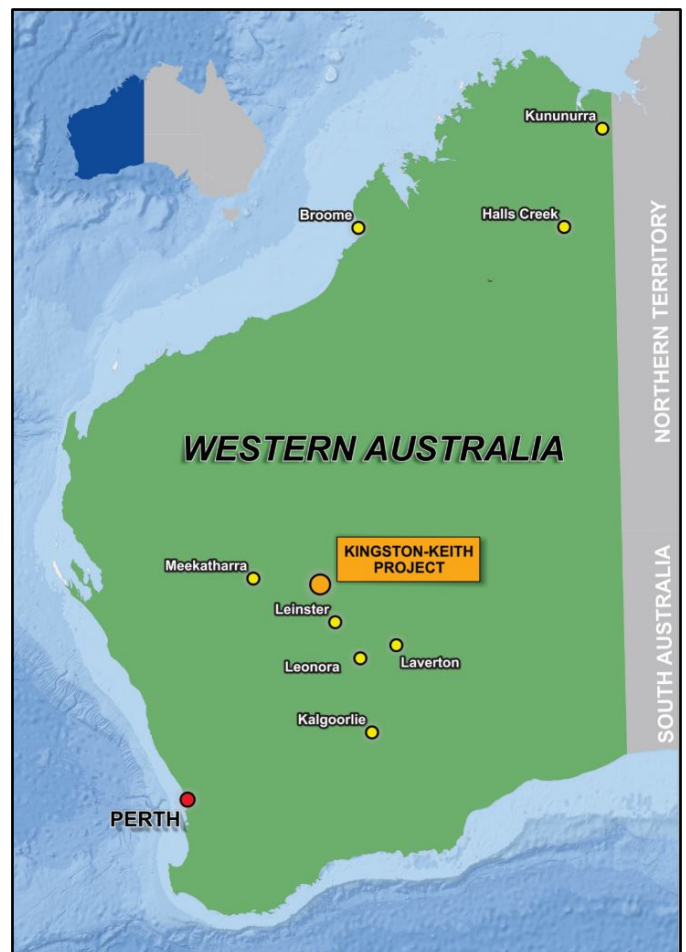 Kununurra
Broome
Halls Creek
NORTHERN TERRITORY
WESTERN AUSTRALIA
KINGSTON-KEITH
PROJECT
Meekatharra
Leinster
Laverton
Leonora
SOUTH AUSTRALIA
Kalgoorlie
PERTH